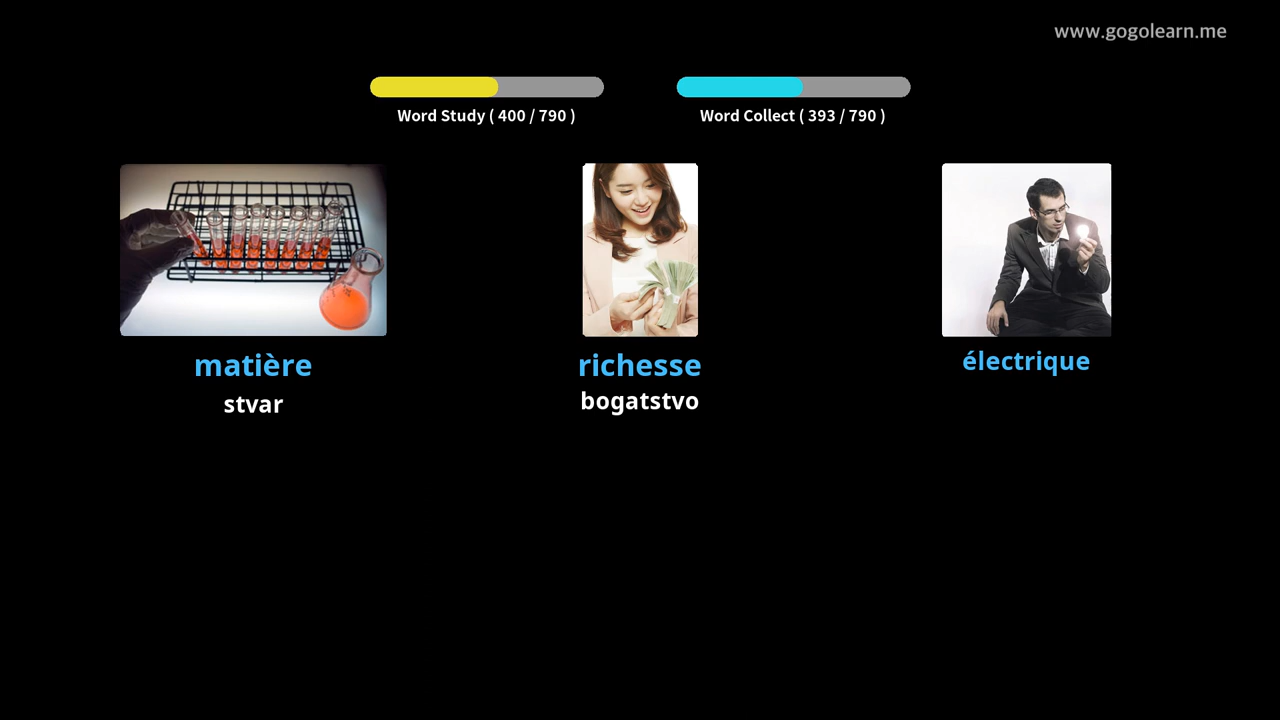 www.gogolearn.me
Word Study ( 400 / 790 )
Word Collect ( 393 / 790 )
matière
stvar
richesse
bogatstvo
électrique